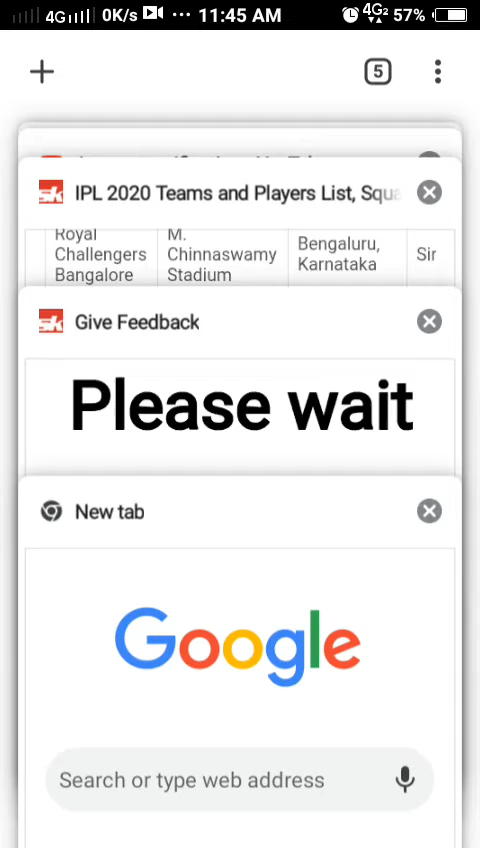 4G 0K/s ... 11:45 AM 4G2 57%
5
IPL 2020 Teams and Players List, Squa
Royal Challengers Bangalore
M. Chinnaswamy Stadium
Bengaluru, Karnataka
Sir
Give Feedback
Please wait
New tab
Google
Search or type web address